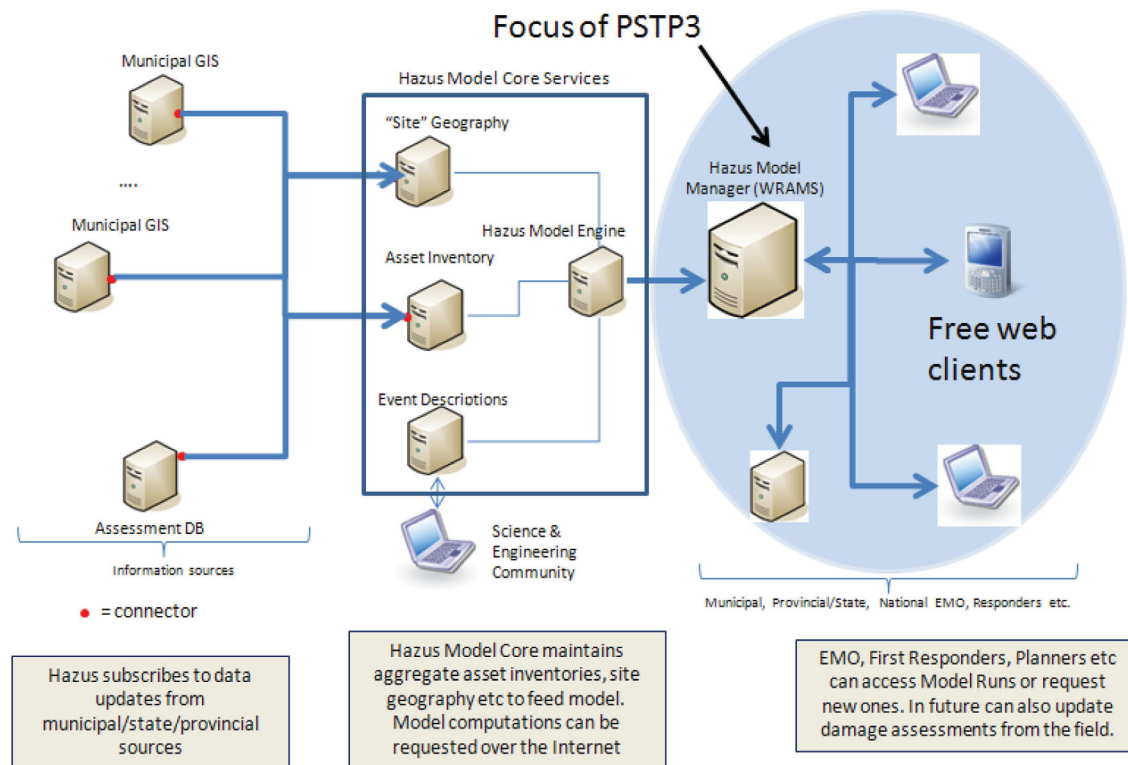 Focus of PSTP3
Municipal GIS
....
Municipal GIS
Assessment DB
Information sources
= connector
Hazus Model Core Services
“Site” Geography
Hazus Model Engine
Asset Inventory
Event Descriptions
Science &
Engineering
Community
Hazus Model
Manager (WRAMS)
Free web
clients
Municipal, Provincial/State, National EMO, Responders etc.
Hazus subscribes to data
updates from
municipal/state/provincial
sources
Hazus Model Core maintains
aggregate asset inventories, site
geography etc to feed model.
Model computations can be
requested over the Internet
EMO, First Responders, Planners etc
can access Model Runs or request
new ones. In future can also update
damage assessments from the field.